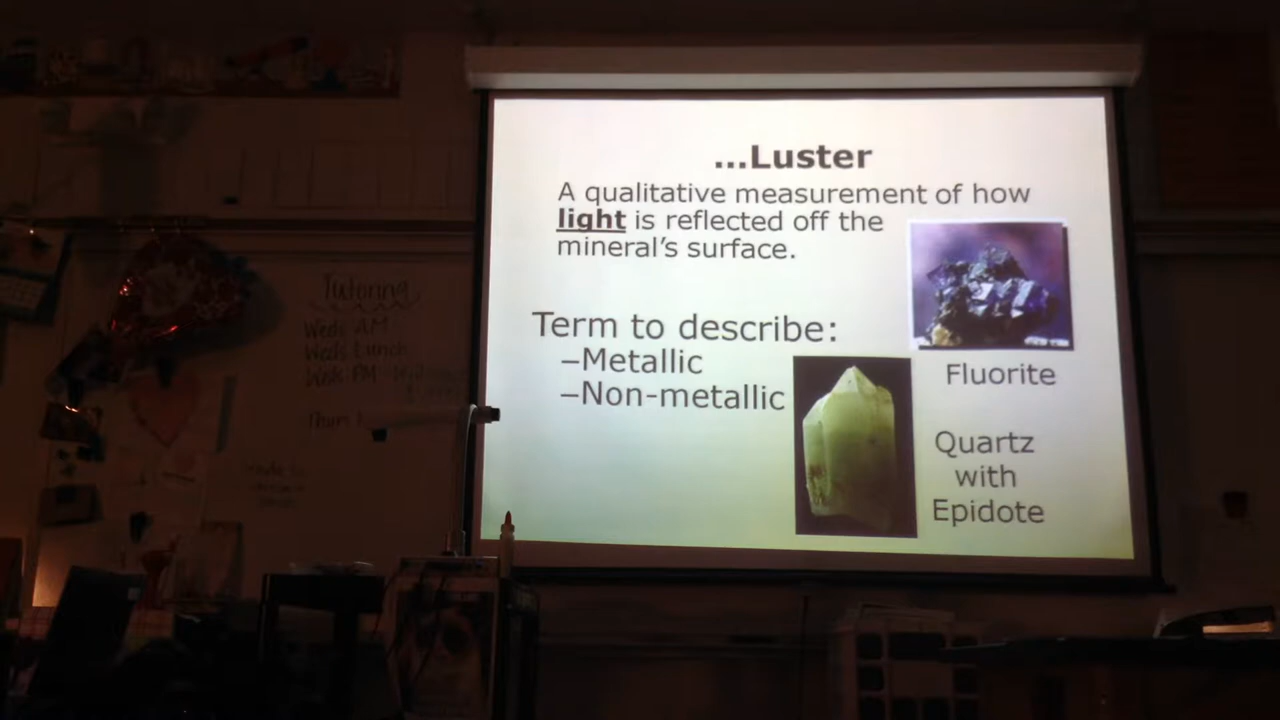 ...Luster
A qualitative measurement of how
light is reflected off the
mineral's surface.
Term to describe:
–Metallic
–Non-metallic
Fluorite
Quartz
with
Epidote
Tutoring
Weds AM
Weds Lunch